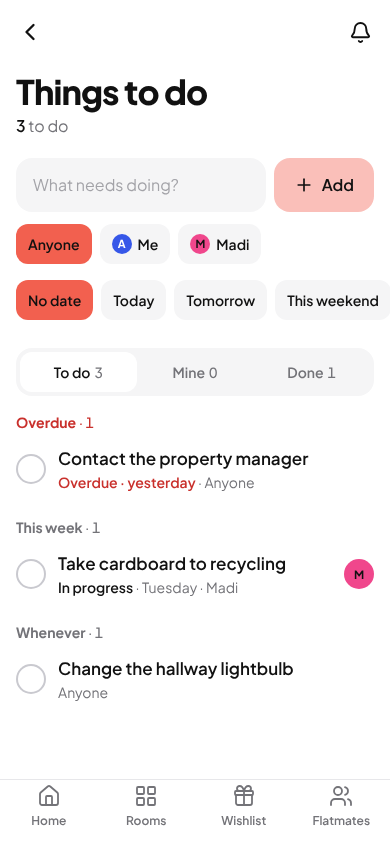 Things to do
3 to do
What needs doing?
+ Add
Anyone
A Me
M Madi
No date
Today
Tomorrow
This weekend
To do 3
Mine 0
Done 1
Overdue · 1
Contact the property manager
Overdue · yesterday · Anyone
This week · 1
Take cardboard to recycling
In progress · Tuesday · Madi
M
Whenever · 1
Change the hallway lightbulb
Anyone
Home
Rooms
Wishlist
Flatmates